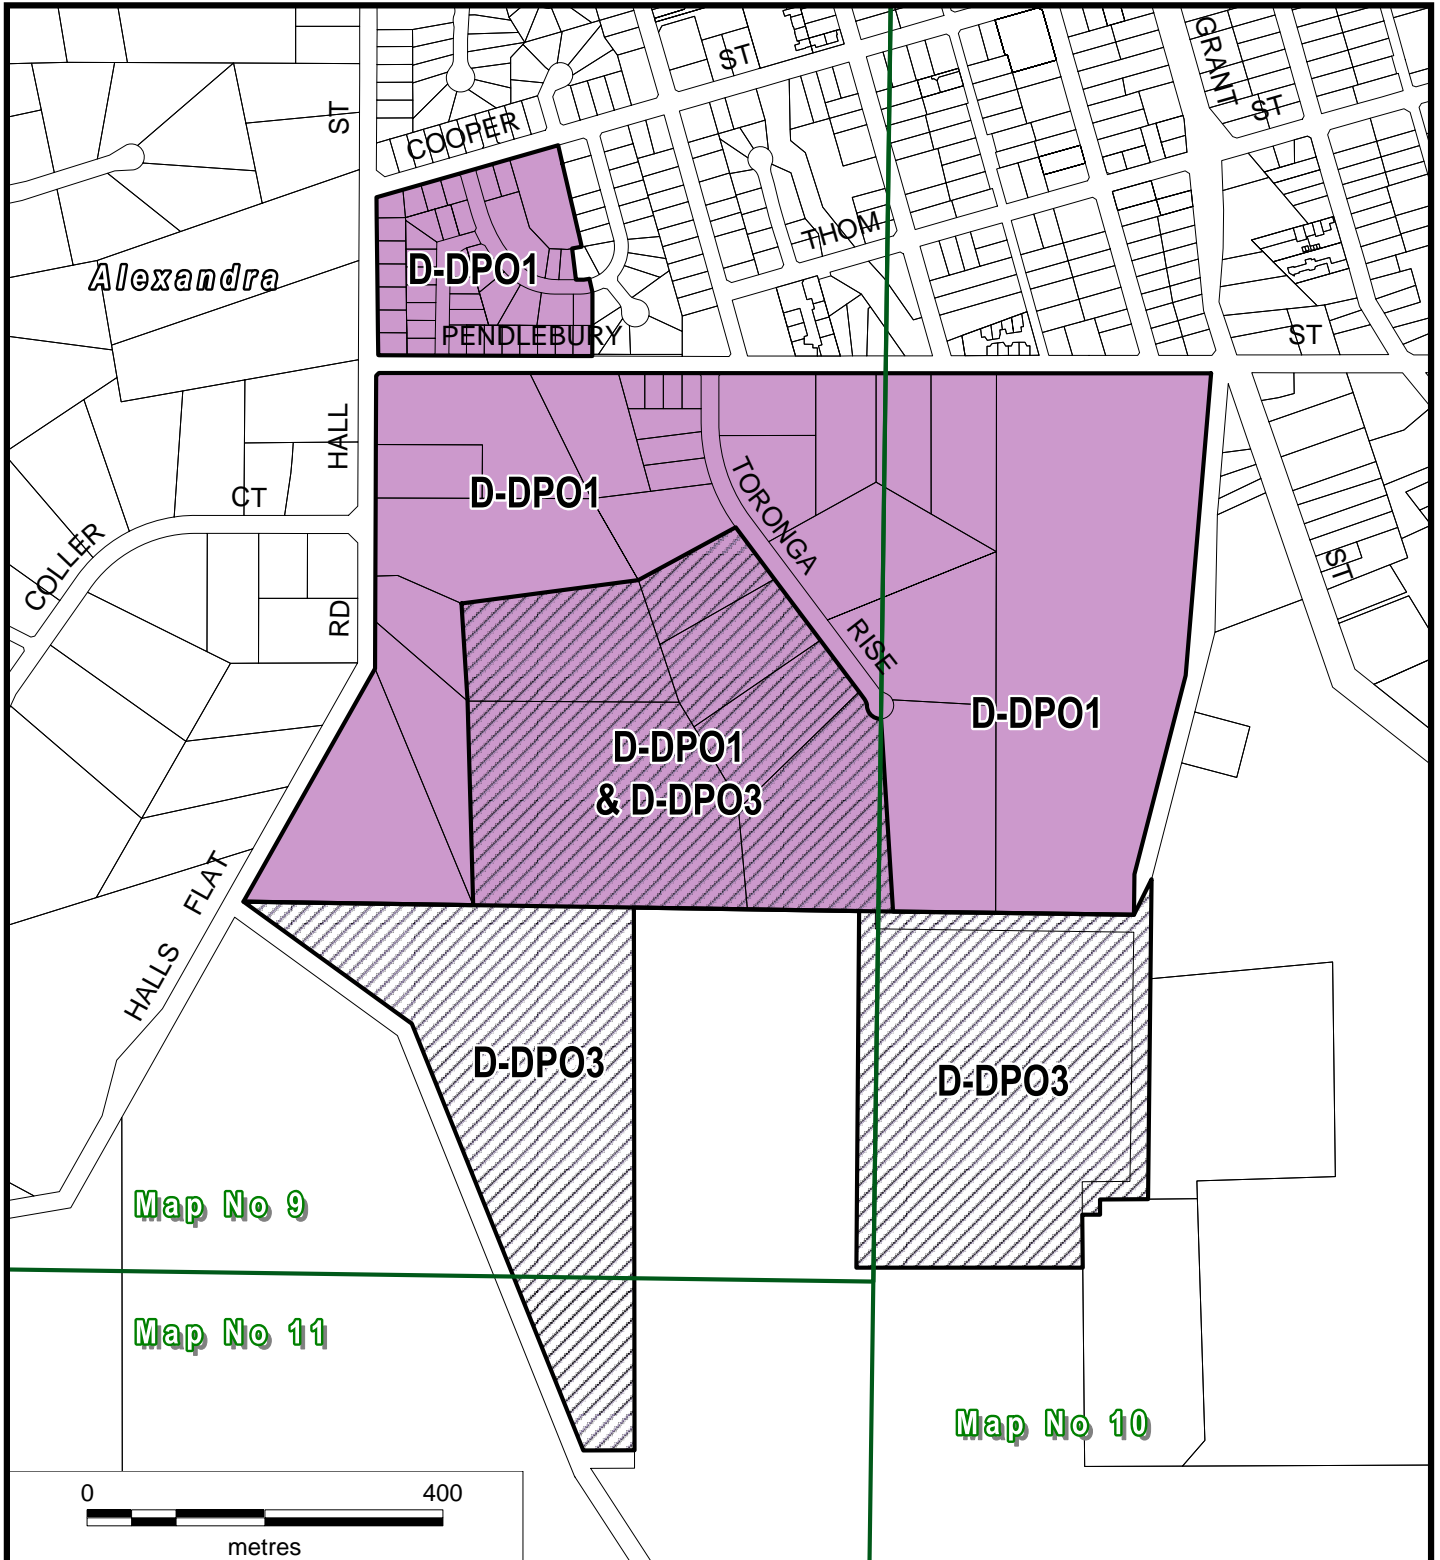 GRANT
ST
ST
ST
COOPER
THOM
Alexandra
D-DPO1
PENDLEBURY
ST
HALL
D-DPO1
TORONGA
CT
COLLER
ST
RD
RISE
D-DPO1
D-DPO1
& D-DPO3
FLAT
HALLS
D-DPO3
D-DPO3
Map No 9
Map No 11
Map No 10
0 400
metres